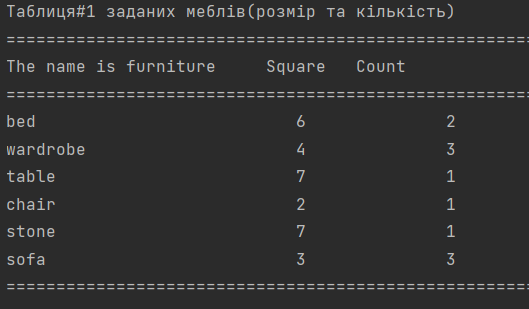 Таблиця#1 заданих меблів(розмір та кількість)
=====================================================
The name is furniture     Square   Count
=====================================================
bed                          6              2
wardrobe                     4              3
table                        7              1
chair                        2              1
stone                        7              1
sofa                         3              3
=====================================================